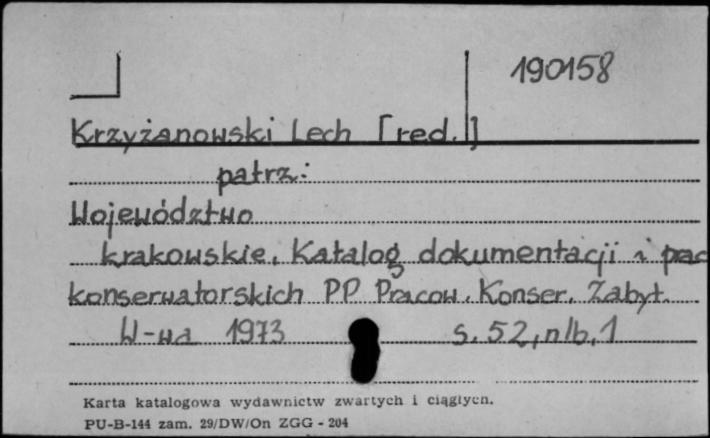 190158
Krzyżanowski Lech [red.]
patrz:
Województwo
krakowskie. Katalog dokumentacji i prac
konserwatorskich PP Pracow. Konser. Zabyt.
W-wa 1973 s. 52, nlb. 1
Karta katalogowa wydawnictw zwartych i ciągłych.
PU-B-144 zam. 29/DW/On ZGG - 204